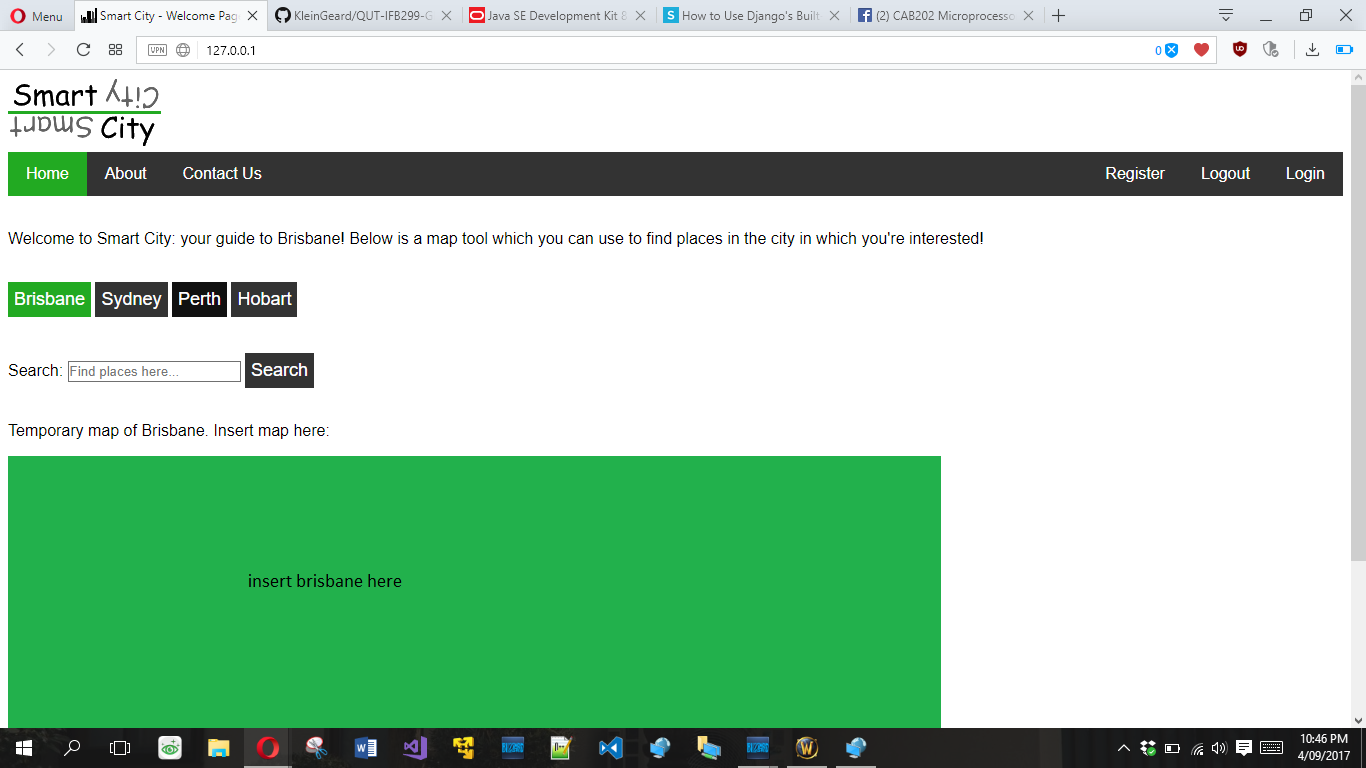 Menu
Smart City - Welcome Pag
KleinGeard/QUT-IFB299-G
Java SE Development Kit 8
How to Use Django's Built
(2) CAB202 Microprocesso
VPN
127.0.0.1
0
Smart City
Smart City
Home About Contact Us Register Logout Login
Welcome to Smart City: your guide to Brisbane! Below is a map tool which you can use to find places in the city in which you're interested!
Brisbane Sydney Perth Hobart
Search: Find places here... Search
Temporary map of Brisbane. Insert map here:
insert brisbane here
10:46 PM
4/09/2017